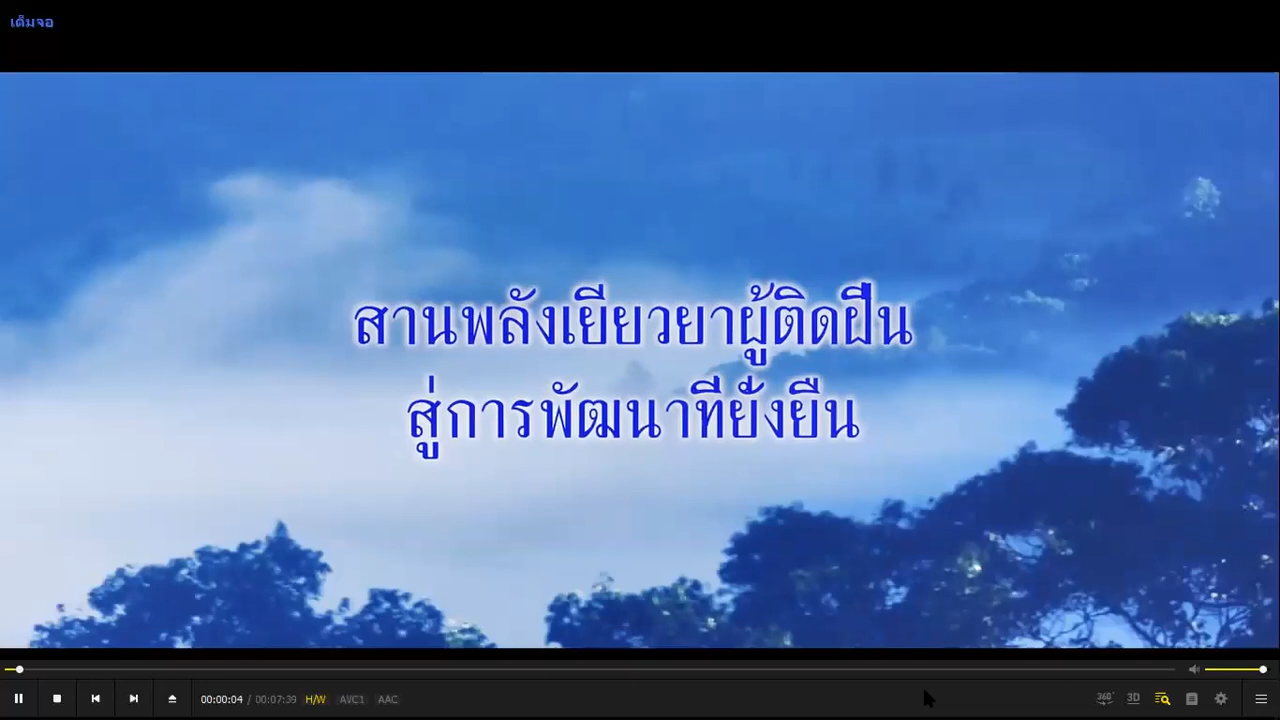 เต็มจอ
สานพลังเยียวยาผู้ติดฝิ่น
สู่การพัฒนาที่ยั่งยืน
00:00:04 / 00:07:39 H/W AVC1 AAC 360° 3D